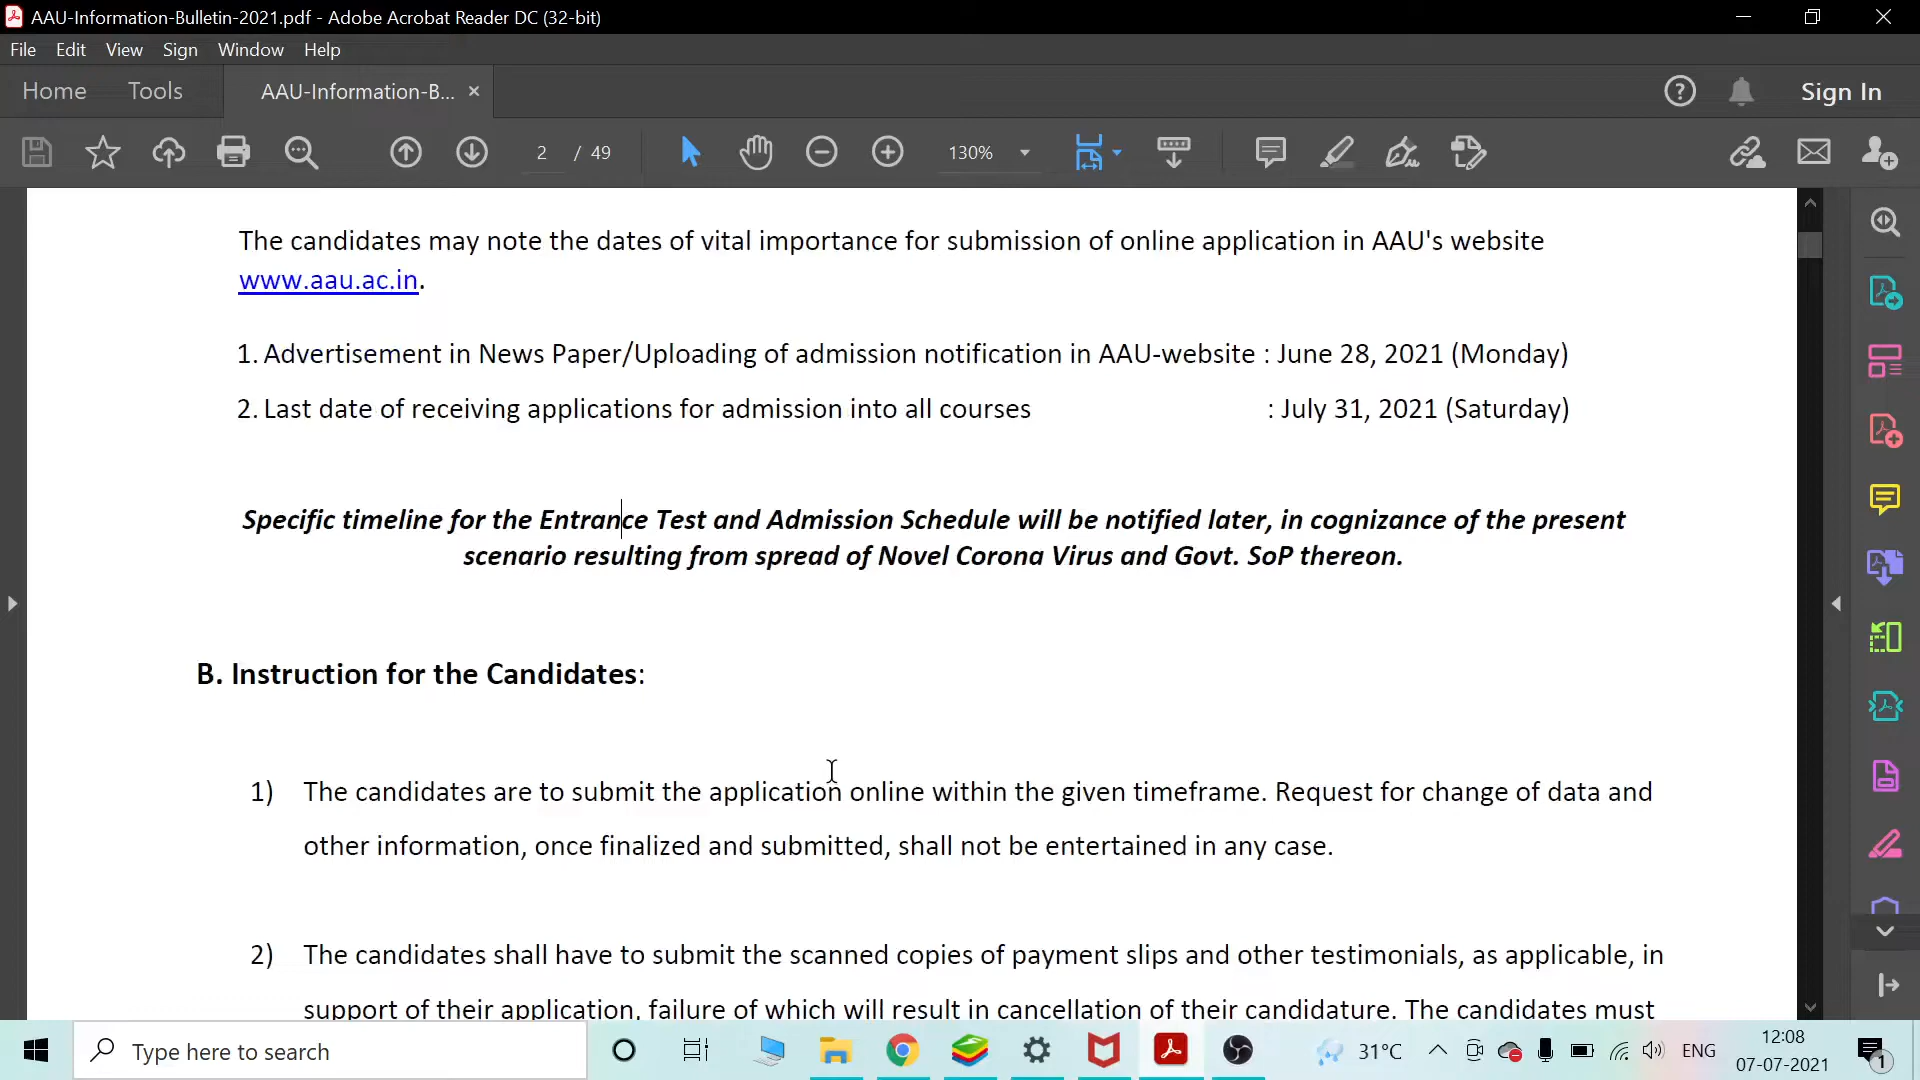 AAU-Information-Bulletin-2021.pdf - Adobe Acrobat Reader DC (32-bit)
File Edit View Sign Window Help
Home Tools AAU-Information-B... × Sign In
2 / 49 130%
The candidates may note the dates of vital importance for submission of online application in AAU's website
www.aau.ac.in.
1. Advertisement in News Paper/Uploading of admission notification in AAU-website : June 28, 2021 (Monday)
2. Last date of receiving applications for admission into all courses : July 31, 2021 (Saturday)
Specific timeline for the Entrance Test and Admission Schedule will be notified later, in cognizance of the present
scenario resulting from spread of Novel Corona Virus and Govt. SoP thereon.
B. Instruction for the Candidates:
1) The candidates are to submit the application online within the given timeframe. Request for change of data and
other information, once finalized and submitted, shall not be entertained in any case.
2) The candidates shall have to submit the scanned copies of payment slips and other testimonials, as applicable, in
support of their application, failure of which will result in cancellation of their candidature. The candidates must
Type here to search 31°C ENG 12:08
07-07-2021 1